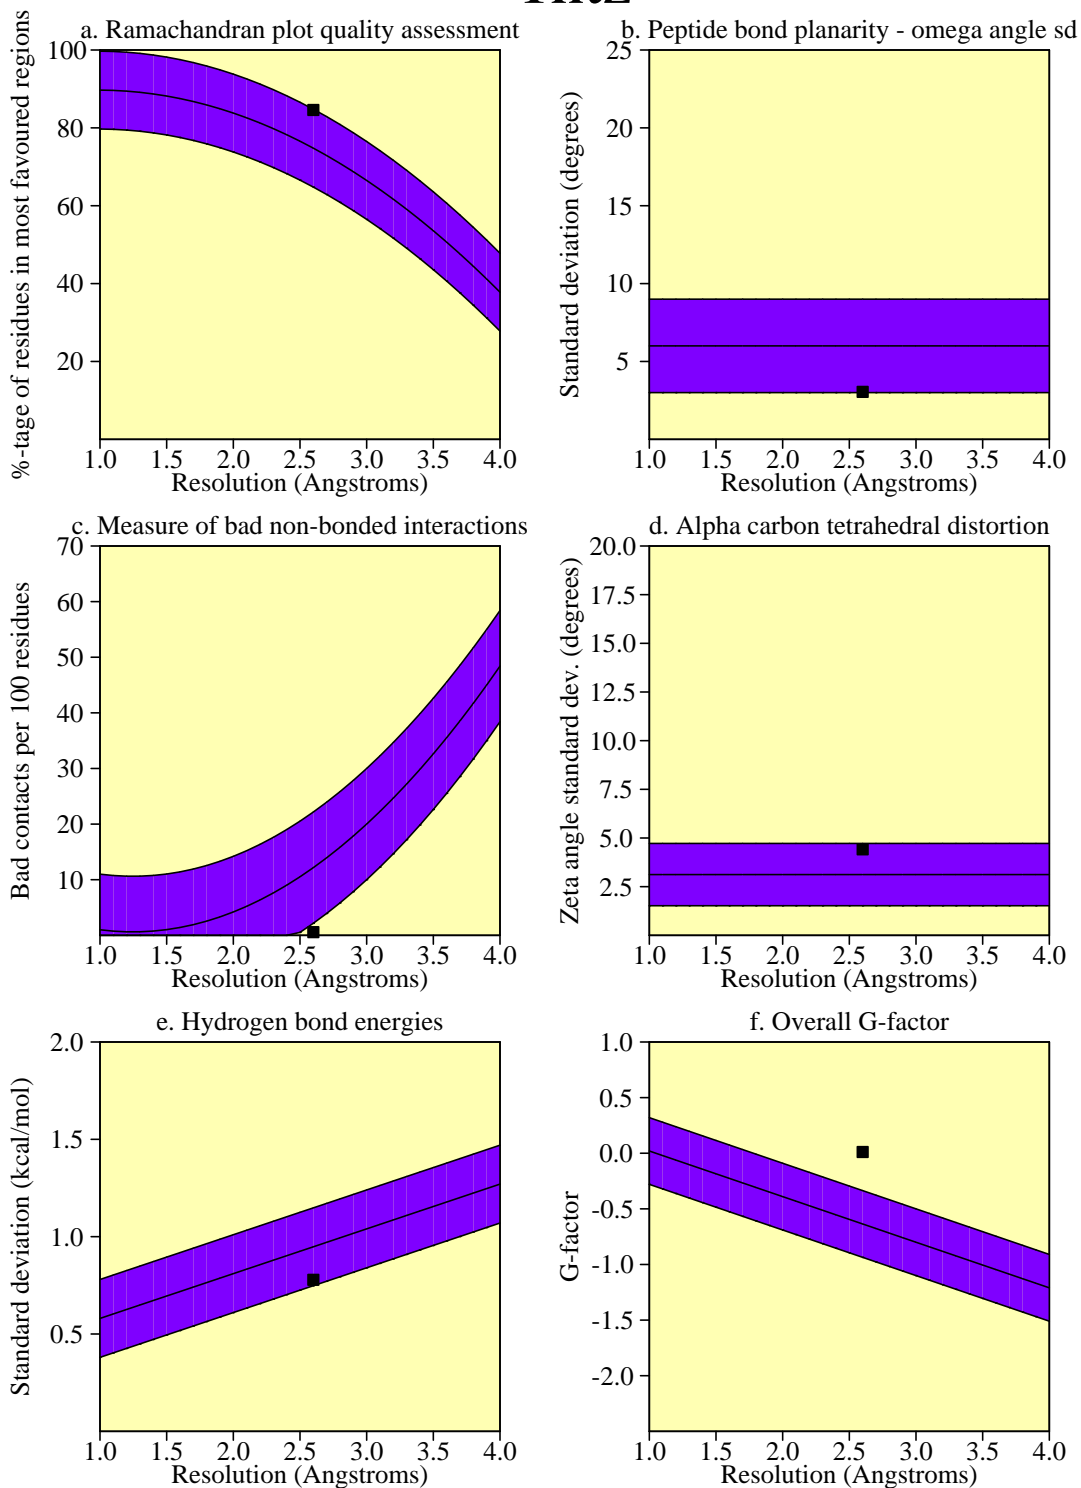 a. Ramachandran plot quality assessment
%-tage of residues in most favoured regions
100
80
60
40
20
1.0 1.5 2.0 2.5 3.0 3.5 4.0
Resolution (Angstroms)
b. Peptide bond planarity - omega angle sd
Standard deviation (degrees)
25
20
15
10
5
1.0 1.5 2.0 2.5 3.0 3.5 4.0
Resolution (Angstroms)
c. Measure of bad non-bonded interactions
Bad contacts per 100 residues
70
60
50
40
30
20
10
1.0 1.5 2.0 2.5 3.0 3.5 4.0
Resolution (Angstroms)
d. Alpha carbon tetrahedral distortion
Zeta angle standard dev. (degrees)
20.0
17.5
15.0
12.5
10.0
7.5
5.0
2.5
1.0 1.5 2.0 2.5 3.0 3.5 4.0
Resolution (Angstroms)
e. Hydrogen bond energies
Standard deviation (kcal/mol)
2.0
1.5
1.0
0.5
1.0 1.5 2.0 2.5 3.0 3.5 4.0
Resolution (Angstroms)
f. Overall G-factor
G-factor
1.0
0.5
0.0
-0.5
-1.0
-1.5
-2.0
1.0 1.5 2.0 2.5 3.0 3.5 4.0
Resolution (Angstroms)